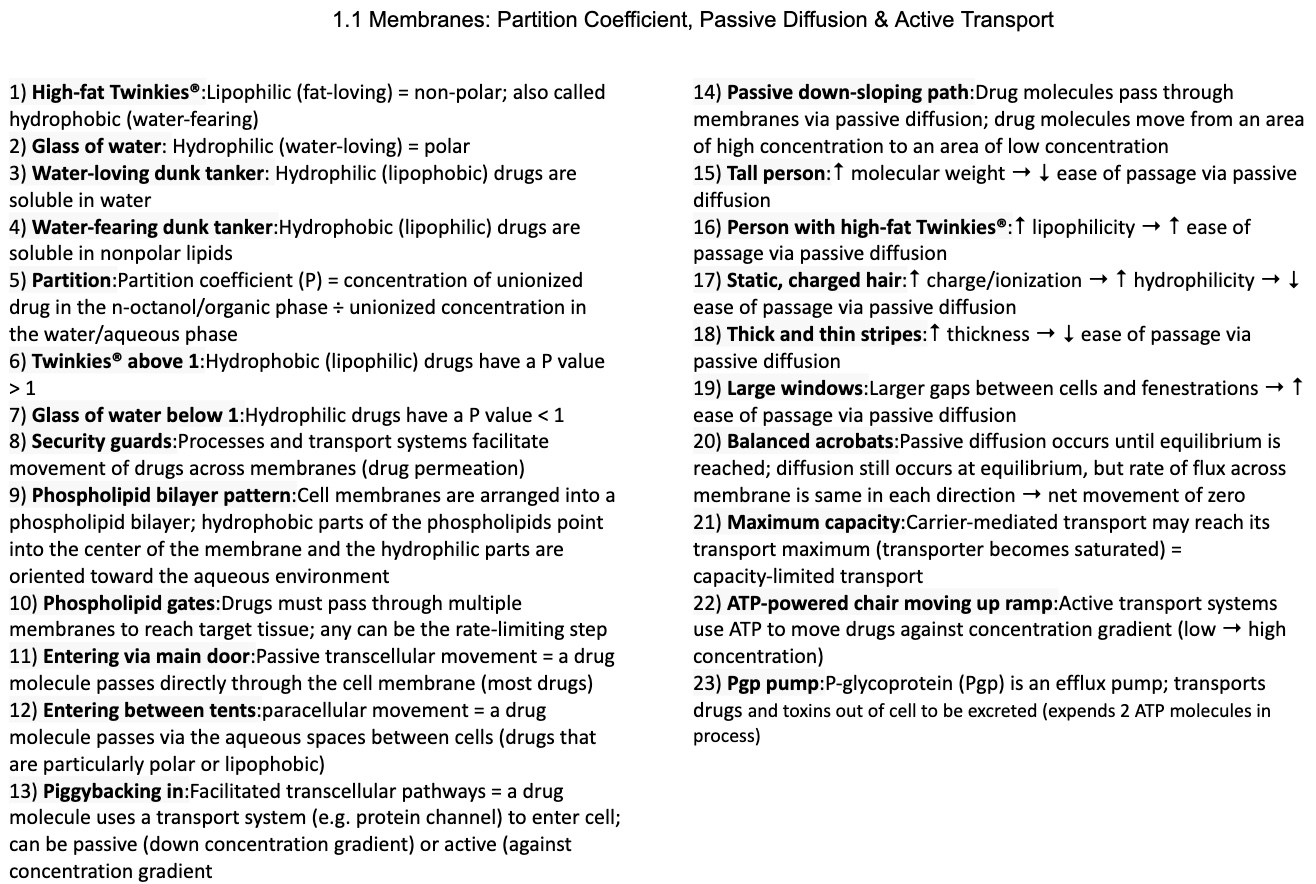 1.1 Membranes: Partition Coefficient, Passive Diffusion & Active Transport
1) High-fat Twinkies®:Lipophilic (fat-loving) = non-polar; also called
hydrophobic (water-fearing)
2) Glass of water: Hydrophilic (water-loving) = polar
3) Water-loving dunk tanker: Hydrophilic (lipophobic) drugs are
soluble in water
4) Water-fearing dunk tanker:Hydrophobic (lipophilic) drugs are
soluble in nonpolar lipids
5) Partition:Partition coefficient (P) = concentration of unionized
drug in the n-octanol/organic phase ÷ unionized concentration in
the water/aqueous phase
6) Twinkies® above 1:Hydrophobic (lipophilic) drugs have a P value
> 1
7) Glass of water below 1:Hydrophilic drugs have a P value < 1
8) Security guards:Processes and transport systems facilitate
movement of drugs across membranes (drug permeation)
9) Phospholipid bilayer pattern:Cell membranes are arranged into a
phospholipid bilayer; hydrophobic parts of the phospholipids point
into the center of the membrane and the hydrophilic parts are
oriented toward the aqueous environment
10) Phospholipid gates:Drugs must pass through multiple
membranes to reach target tissue; any can be the rate-limiting step
11) Entering via main door:Passive transcellular movement = a drug
molecule passes directly through the cell membrane (most drugs)
12) Entering between tents:paracellular movement = a drug
molecule passes via the aqueous spaces between cells (drugs that
are particularly polar or lipophobic)
13) Piggybacking in:Facilitated transcellular pathways = a drug
molecule uses a transport system (e.g. protein channel) to enter cell;
can be passive (down concentration gradient) or active (against
concentration gradient
14) Passive down-sloping path:Drug molecules pass through
membranes via passive diffusion; drug molecules move from an area
of high concentration to an area of low concentration
15) Tall person:↑ molecular weight → ↓ ease of passage via passive
diffusion
16) Person with high-fat Twinkies®:↑ lipophilicity → ↑ ease of
passage via passive diffusion
17) Static, charged hair:↑ charge/ionization → ↑ hydrophilicity → ↓
ease of passage via passive diffusion
18) Thick and thin stripes:↑ thickness → ↓ ease of passage via
passive diffusion
19) Large windows:Larger gaps between cells and fenestrations → ↑
ease of passage via passive diffusion
20) Balanced acrobats:Passive diffusion occurs until equilibrium is
reached; diffusion still occurs at equilibrium, but rate of flux across
membrane is same in each direction → net movement of zero
21) Maximum capacity:Carrier-mediated transport may reach its
transport maximum (transporter becomes saturated) =
capacity-limited transport
22) ATP-powered chair moving up ramp:Active transport systems
use ATP to move drugs against concentration gradient (low → high
concentration)
23) Pgp pump:P-glycoprotein (Pgp) is an efflux pump; transports
drugs and toxins out of cell to be excreted (expends 2 ATP molecules in
process)